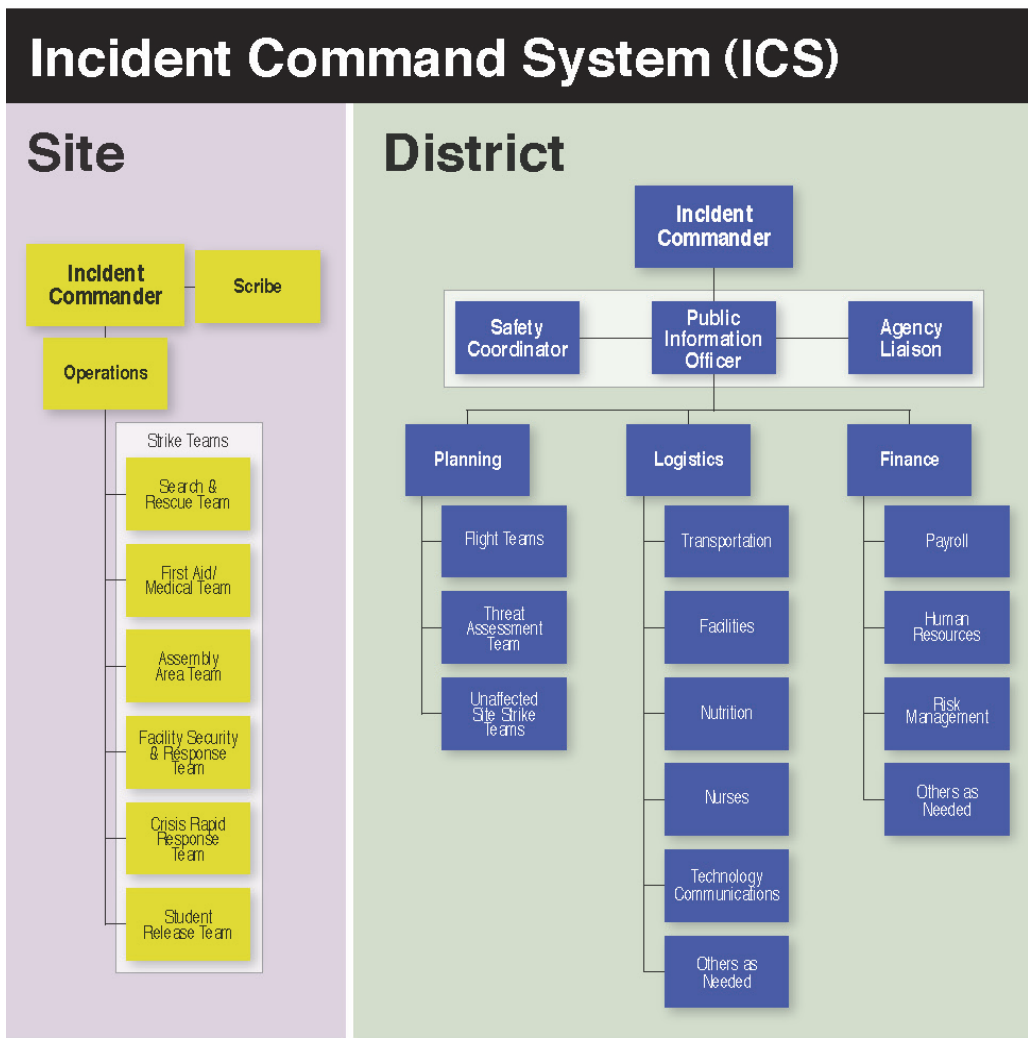 Incident Command System (ICS)
Site
Incident
Commander
Scribe
Operations
Strike Teams
Search &
Rescue Team
First Aid/
Medical Team
Assembly
Area Team
Facility Security
& Response
Team
Crisis Rapid
Response
Team
Student
Release Team
District
Incident
Commander
Safety
Coordinator
Public
Information
Officer
Agency
Liaison
Planning
Flight Teams
Threat
Assessment
Team
Unaffected
Site Strike
Teams
Logistics
Transportation
Facilities
Nutrition
Nurses
Technology
Communications
Others as
Needed
Finance
Payroll
Human
Resources
Risk
Management
Others as
Needed